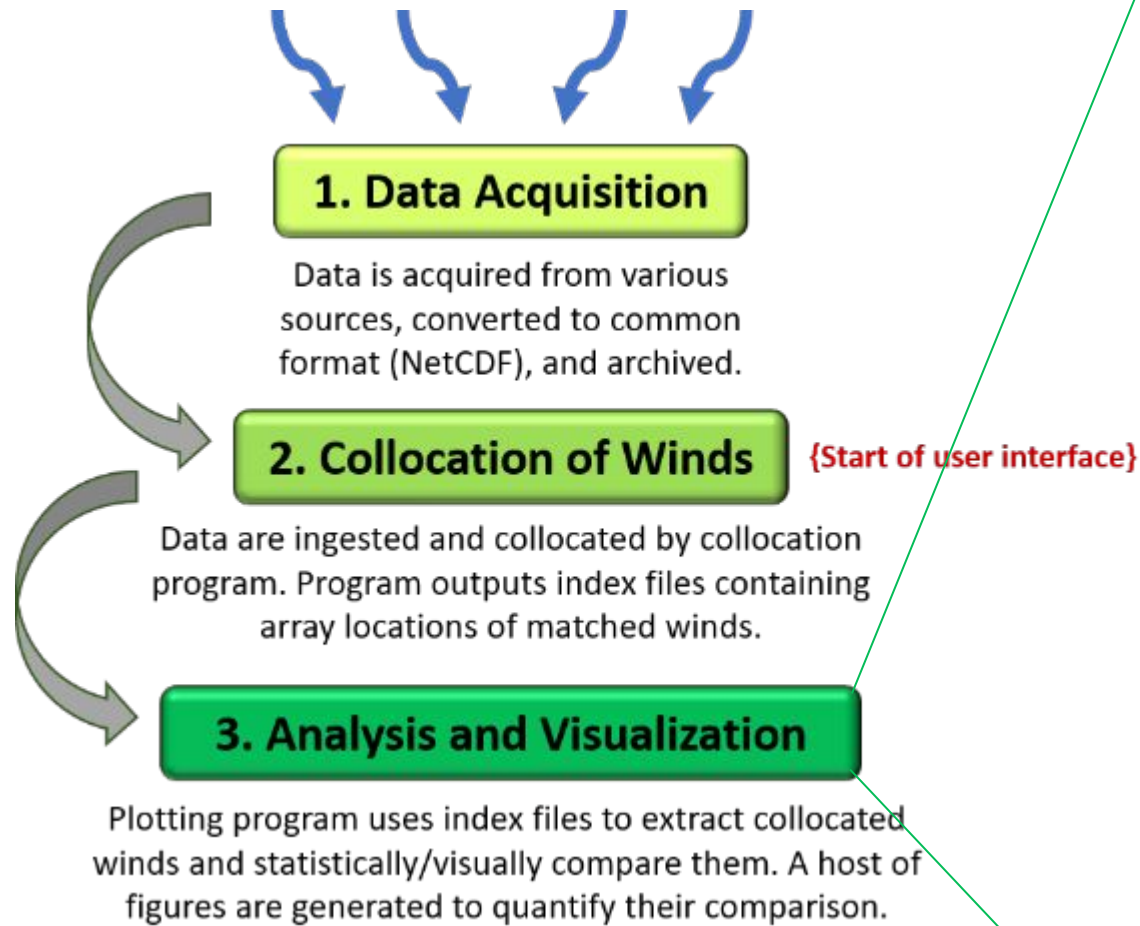 1. Data Acquisition
Data is acquired from various
sources, converted to common
format (NetCDF), and archived.
2. Collocation of Winds
{Start of user interface}
Data are ingested and collocated by collocation
program. Program outputs index files containing
array locations of matched winds.
3. Analysis and Visualization
Plotting program uses index files to extract collocated
winds and statistically/visually compare them. A host of
figures are generated to quantify their comparison.